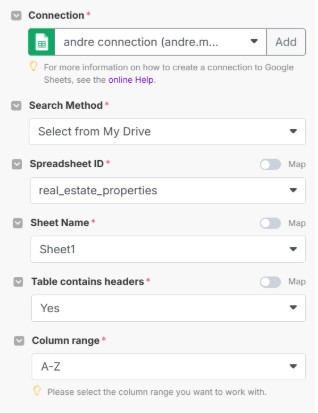 Connection *
andre connection (andre.m... Add
For more information on how to create a connection to Google
Sheets, see the online Help.
Search Method *
Select from My Drive
Spreadsheet ID * Map
real_estate_properties
Sheet Name * Map
Sheet1
Table contains headers * Map
Yes
Column range *
A-Z
Please select the column range you want to work with.